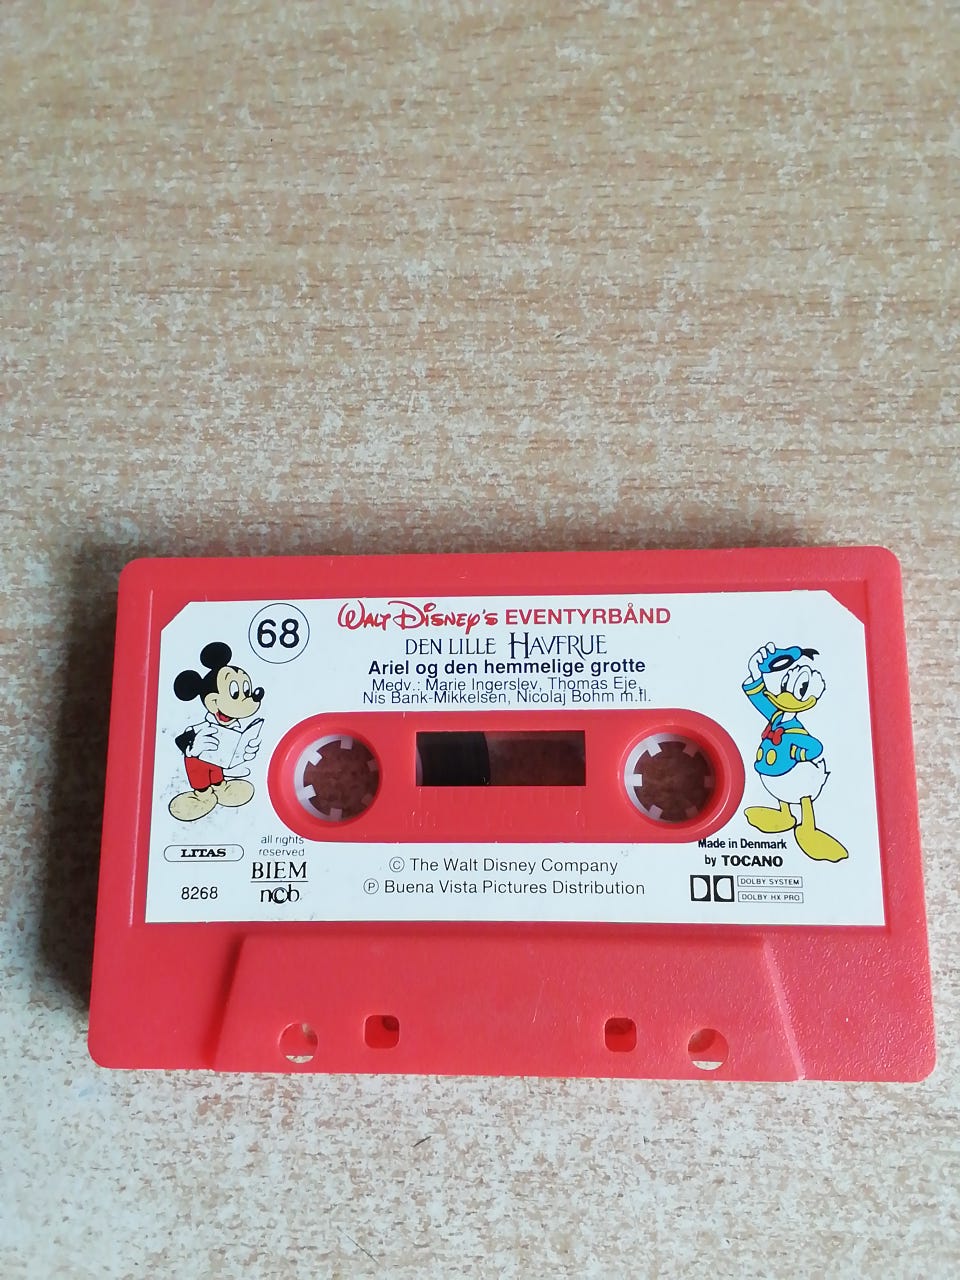 68
WALT DISNEY'S EVENTYRBÅND
DEN LILLE HAVFRUE
Ariel og den hemmelige grotte
Medv.: Marie Ingerslev, Thomas Eje,
Nis Bank-Mikkelsen, Nicolaj Bohm m.fl.
LITAS
8268
all rights
reserved
BIEM
ncb
© The Walt Disney Company
Ⓟ Buena Vista Pictures Distribution
Made in Denmark
by TOCANO
DOLBY SYSTEM
DOLBY HX PRO